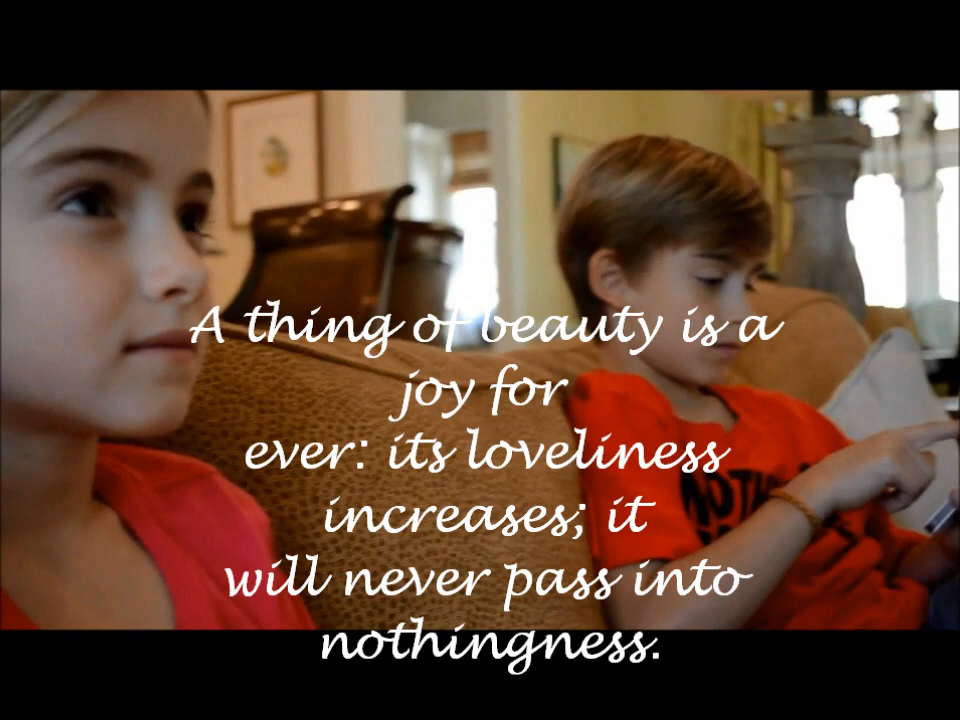 A thing of beauty is a
joy for
ever: its loveliness
increases; it
will never pass into
nothingness.